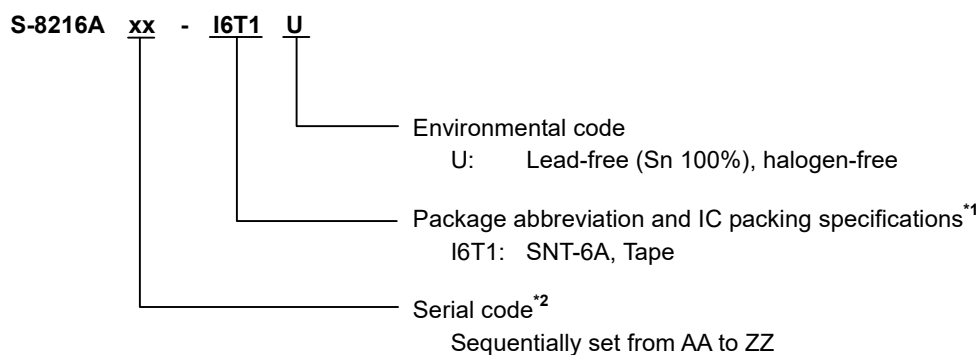 S-8216A xx - I6T1 U
Environmental code
U: Lead-free (Sn 100%), halogen-free
Package abbreviation and IC packing specifications*1
I6T1: SNT-6A, Tape
Serial code*2
Sequentially set from AA to ZZ